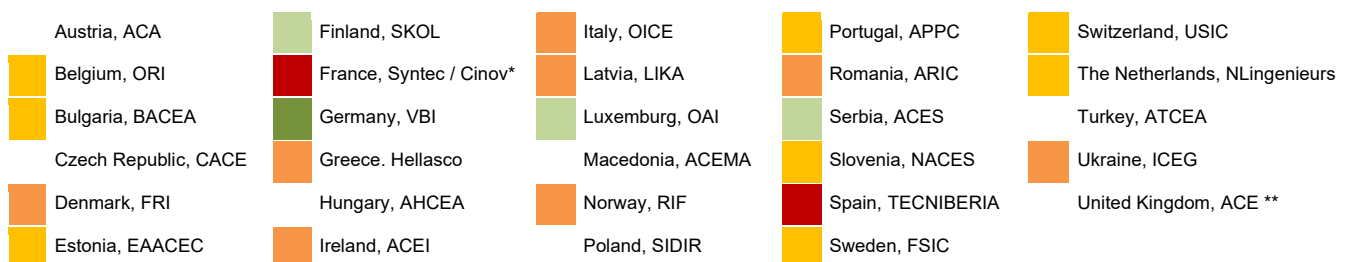 Austria, ACA
Belgium, ORI
Bulgaria, BACEA
Czech Republic, CACE
Denmark, FRI
Estonia, EAACEC
Finland, SKOL
France, Syntec / Cinov*
Germany, VBI
Greece. Hellasco
Hungary, AHCEA
Ireland, ACEI
Italy, OICE
Latvia, LIKA
Luxemburg, OAI
Macedonia, ACEMA
Norway, RIF
Poland, SIDIR
Portugal, APPC
Romania, ARIC
Serbia, ACES
Slovenia, NACES
Spain, TECNIBERIA
Sweden, FSIC
Switzerland, USIC
The Netherlands, NLingenieurs
Turkey, ATCEA
Ukraine, ICEG
United Kingdom, ACE **